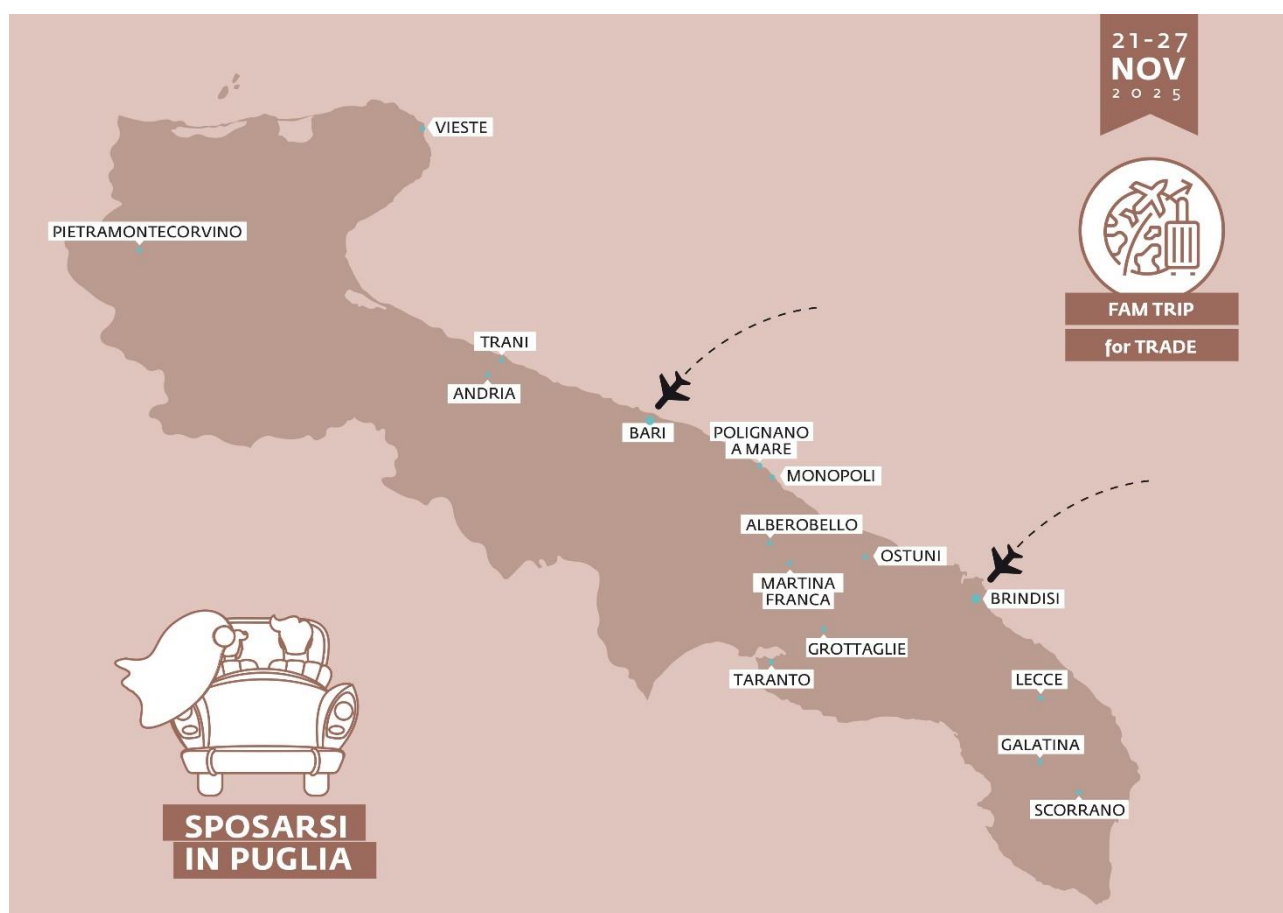 21-27
NOV
2025
VIESTE
PIETRAMONTECORVINO
FAM TRIP
for TRADE
TRANI
ANDRIA
BARI
POLIGNANO
A MARE
MONOPOLI
ALBEROBELLO
OSTUNI
MARTINA
FRANCA
BRINDISI
GROTTAGLIE
TARANTO
LECCE
GALATINA
SCORRANO
SPOSARSI
IN PUGLIA